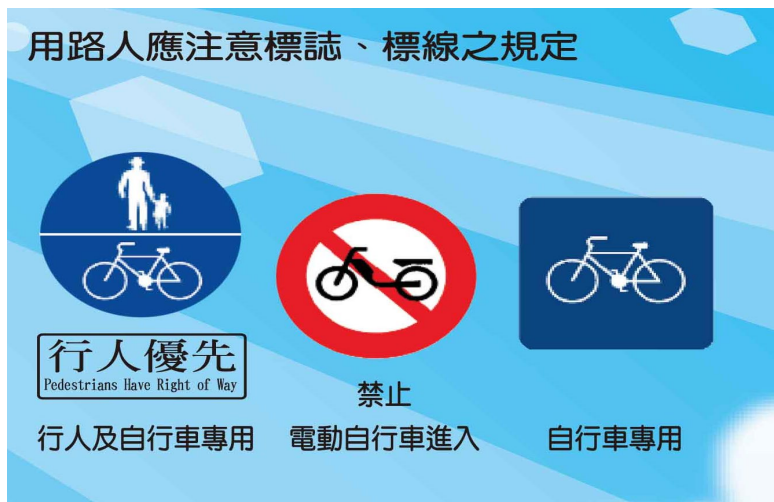 用路人應注意標誌、標線之規定
行人優先
Pedestrians Have Right of Way
行人及自行車專用
禁止
電動自行車進入
自行車專用